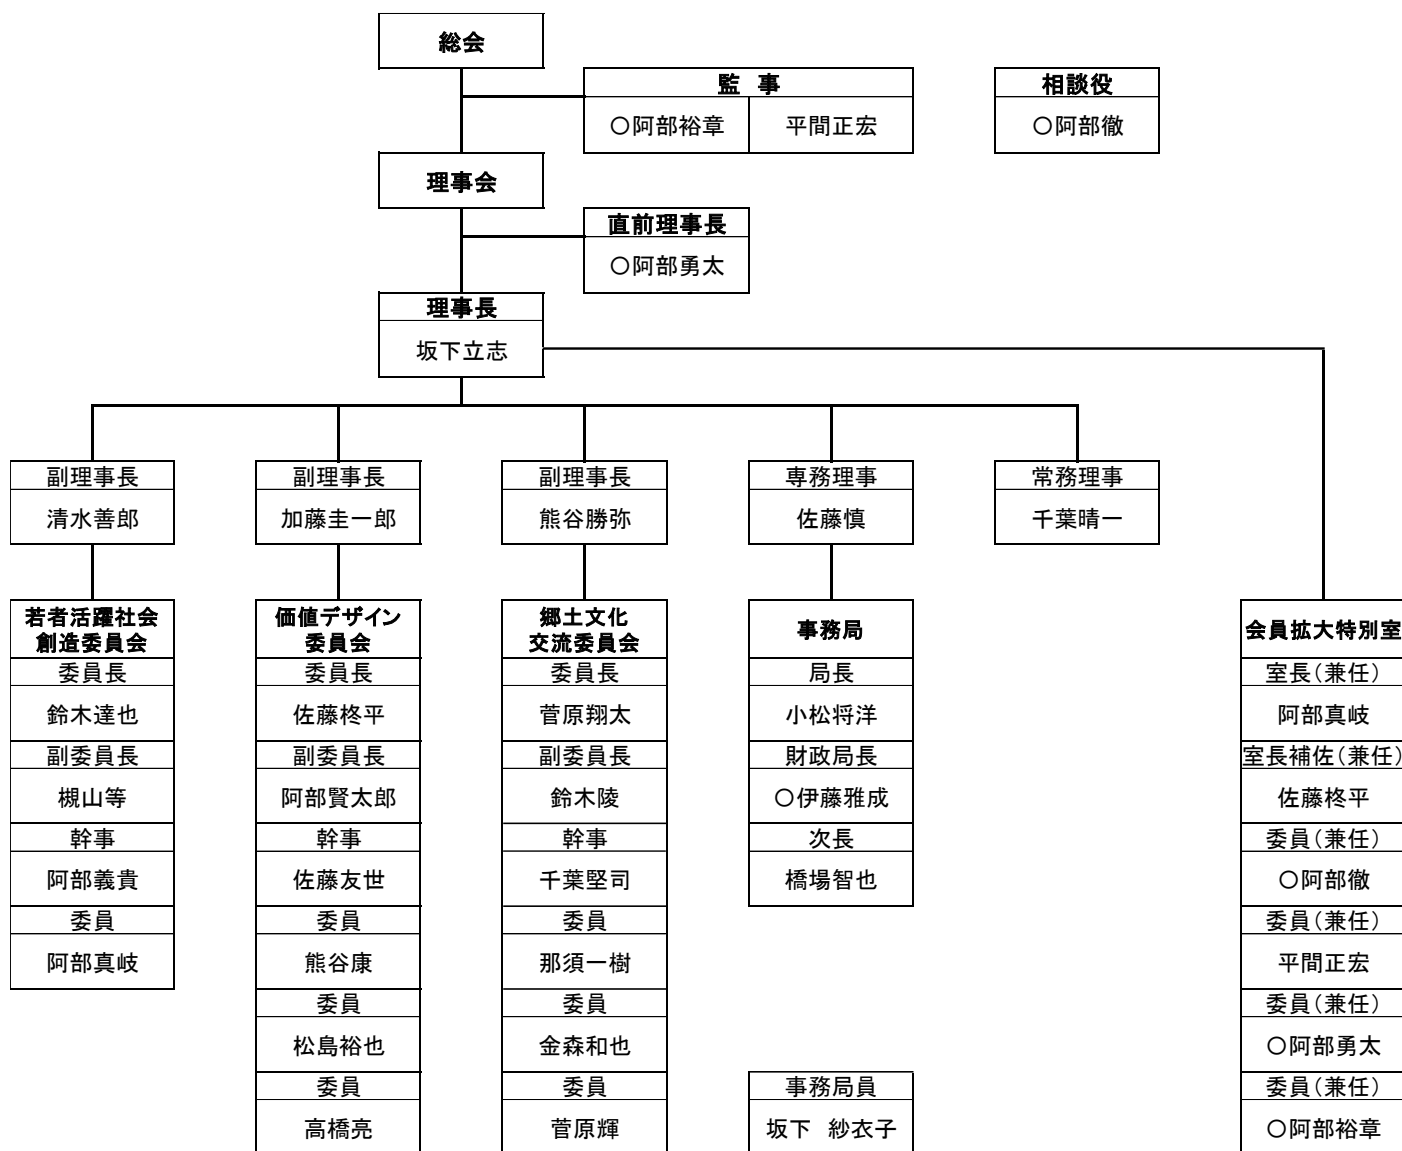 総会
監 事
〇阿部裕章 平間正宏
相談役
〇阿部徹
理事会
直前理事長
〇阿部勇太
理事長
坂下立志
副理事長
清水善郎
副理事長
加藤圭一郎
副理事長
熊谷勝弥
専務理事
佐藤慎
常務理事
千葉晴一
若者活躍社会
創造委員会
委員長
鈴木達也
副委員長
槻山等
幹事
阿部義貴
委員
阿部真岐
価値デザイン
委員会
委員長
佐藤柊平
副委員長
阿部賢太郎
幹事
佐藤友世
委員
熊谷康
委員
松島裕也
委員
高橋亮
郷土文化
交流委員会
委員長
菅原翔太
副委員長
鈴木陵
幹事
千葉堅司
委員
那須一樹
委員
金森和也
委員
菅原輝
事務局
局長
小松将洋
財政局長
〇伊藤雅成
次長
橋場智也
事務局員
坂下 紗衣子
会員拡大特別室
室長(兼任)
阿部真岐
室長補佐(兼任)
佐藤柊平
委員(兼任)
〇阿部徹
委員(兼任)
平間正宏
委員(兼任)
〇阿部勇太
委員(兼任)
〇阿部裕章